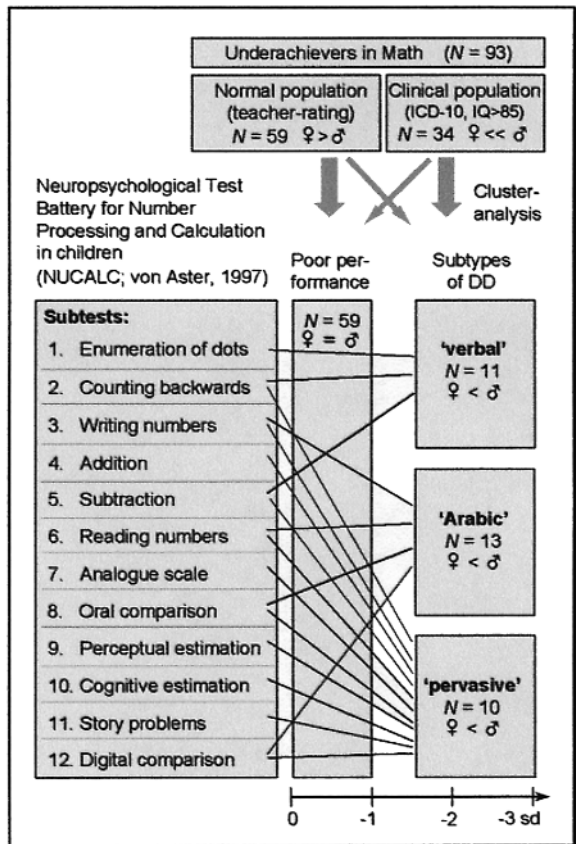 Underachievers in Math (N = 93)
Normal population
(teacher-rating)
N = 59 ♀ > ♂
Clinical population
(ICD-10, IQ>85)
N = 34 ♀ << ♂
Cluster-
analysis
Neuropsychological Test
Battery for Number
Processing and Calculation
in children
(NUCALC; von Aster, 1997)
Poor per-
formance
Subtypes
of DD
Subtests:
1. Enumeration of dots
2. Counting backwards
3. Writing numbers
4. Addition
5. Subtraction
6. Reading numbers
7. Analogue scale
8. Oral comparison
9. Perceptual estimation
10. Cognitive estimation
11. Story problems
12. Digital comparison
N = 59
♀ = ♂
'verbal'
N = 11
♀ < ♂
'Arabic'
N = 13
♀ < ♂
'pervasive'
N = 10
♀ < ♂
0 -1 -2 -3 sd